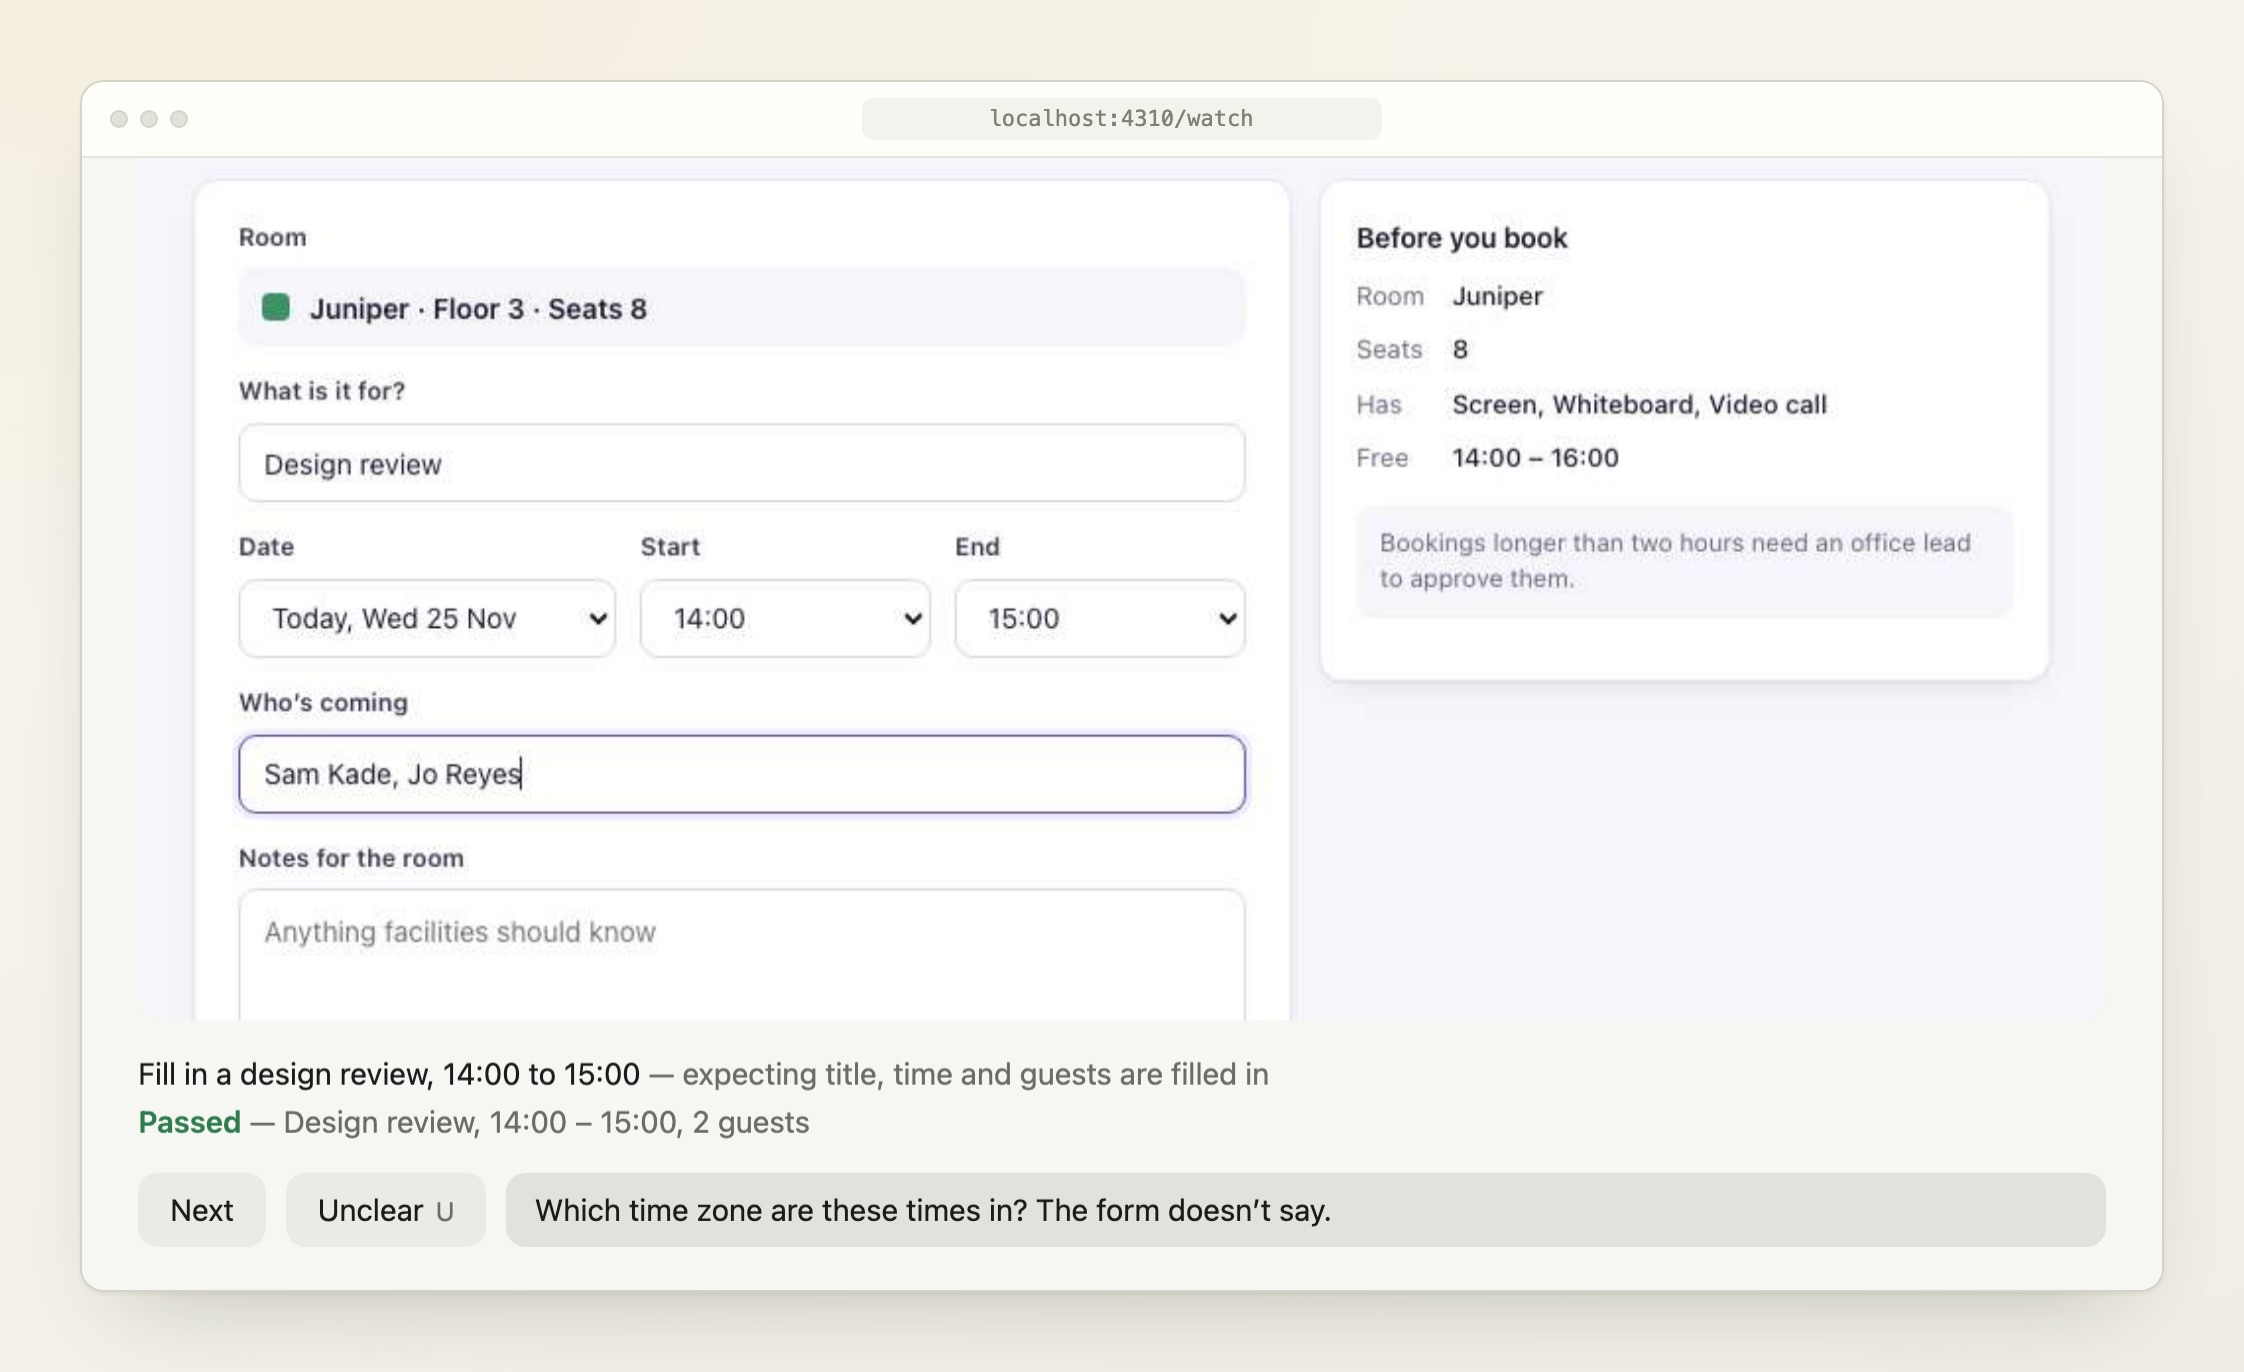 localhost:4310/watch
Room
Juniper · Floor 3 · Seats 8
What is it for?
Design review
Date Start End
Today, Wed 25 Nov 14:00 15:00
Who's coming
Sam Kade, Jo Reyes
Notes for the room
Anything facilities should know
Before you book
Room Juniper
Seats 8
Has Screen, Whiteboard, Video call
Free 14:00 – 16:00
Bookings longer than two hours need an office lead
to approve them.
Fill in a design review, 14:00 to 15:00 — expecting title, time and guests are filled in
Passed — Design review, 14:00 – 15:00, 2 guests
Next Unclear U Which time zone are these times in? The form doesn’t say.